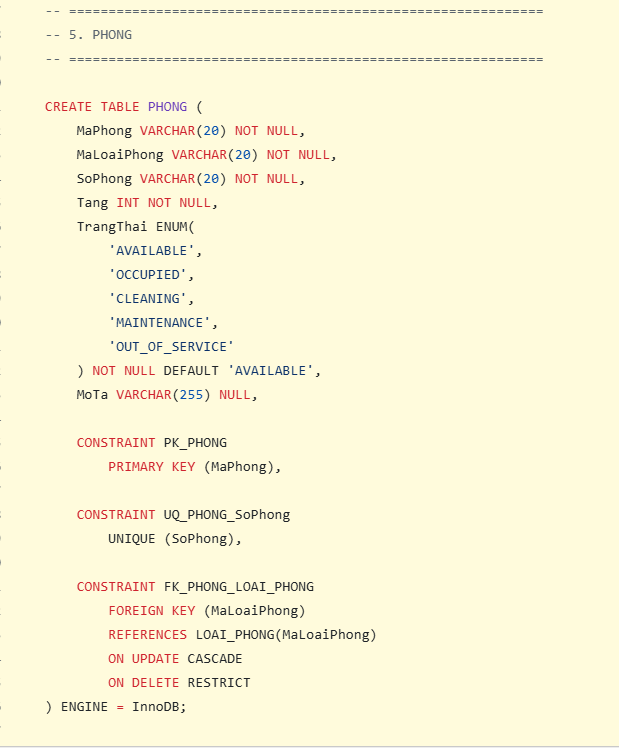 -- ============================================================
-- 5. PHONG
-- ============================================================
CREATE TABLE PHONG (
MaPhong VARCHAR(20) NOT NULL,
MaLoaiPhong VARCHAR(20) NOT NULL,
SoPhong VARCHAR(20) NOT NULL,
Tang INT NOT NULL,
TrangThai ENUM(
'AVAILABLE',
'OCCUPIED',
'CLEANING',
'MAINTENANCE',
'OUT_OF_SERVICE'
) NOT NULL DEFAULT 'AVAILABLE',
MoTa VARCHAR(255) NULL,
CONSTRAINT PK_PHONG
PRIMARY KEY (MaPhong),
CONSTRAINT UQ_PHONG_SoPhong
UNIQUE (SoPhong),
CONSTRAINT FK_PHONG_LOAI_PHONG
FOREIGN KEY (MaLoaiPhong)
REFERENCES LOAI_PHONG(MaLoaiPhong)
ON UPDATE CASCADE
ON DELETE RESTRICT
) ENGINE = InnoDB;